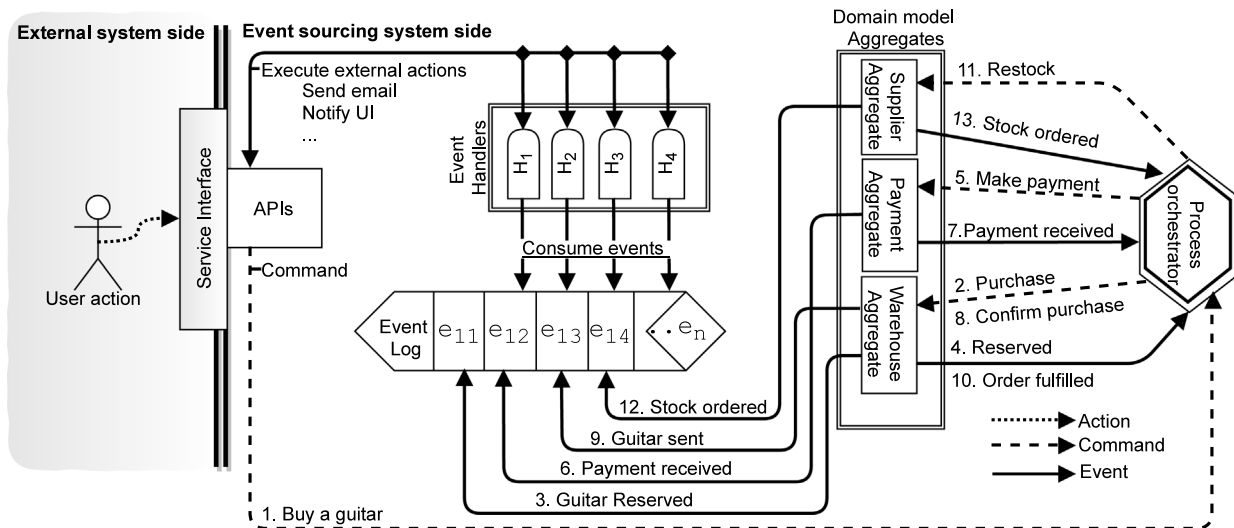 External system side
Event sourcing system side
Domain model
Aggregates
Execute external actions
Send email
Notify UI
...
Service Interface
APIs
Command
User action
Event
Handlers
H1
H2
H3
H4
Consume events
Event
Log
e11
e12
e13
e14
..
en
Supplier
Aggregate
Payment
Aggregate
Warehouse
Aggregate
Process
orchestrator
11. Restock
13. Stock ordered
5. Make payment
7.Payment received
2. Purchase
8. Confirm purchase
4. Reserved
10. Order fulfilled
12. Stock ordered
9. Guitar sent
6. Payment received
3. Guitar Reserved
1. Buy a guitar
Action
Command
Event